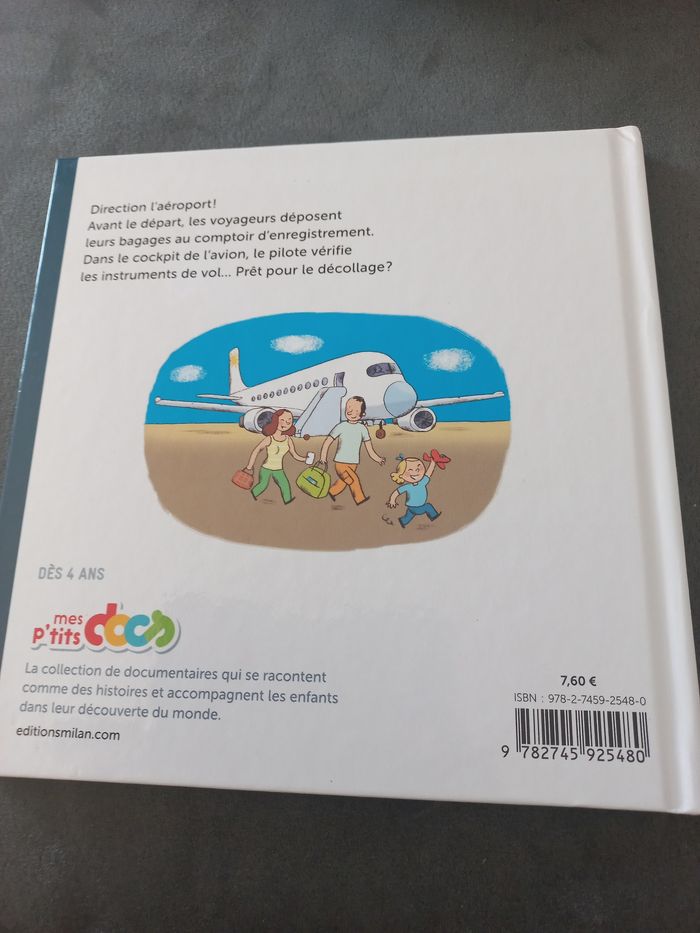 Direction l'aéroport!
Avant le départ, les voyageurs déposent
leurs bagages au comptoir d'enregistrement.
Dans le cockpit de l'avion, le pilote vérifie
les instruments de vol... Prêt pour le décollage?
DÈS 4 ANS
mes
p'tits docs
La collection de documentaires qui se racontent
comme des histoires et accompagnent les enfants
dans leur découverte du monde.
editionsmilan.com
7,60 €
ISBN : 978-2-7459-2548-0
9 782745 925480